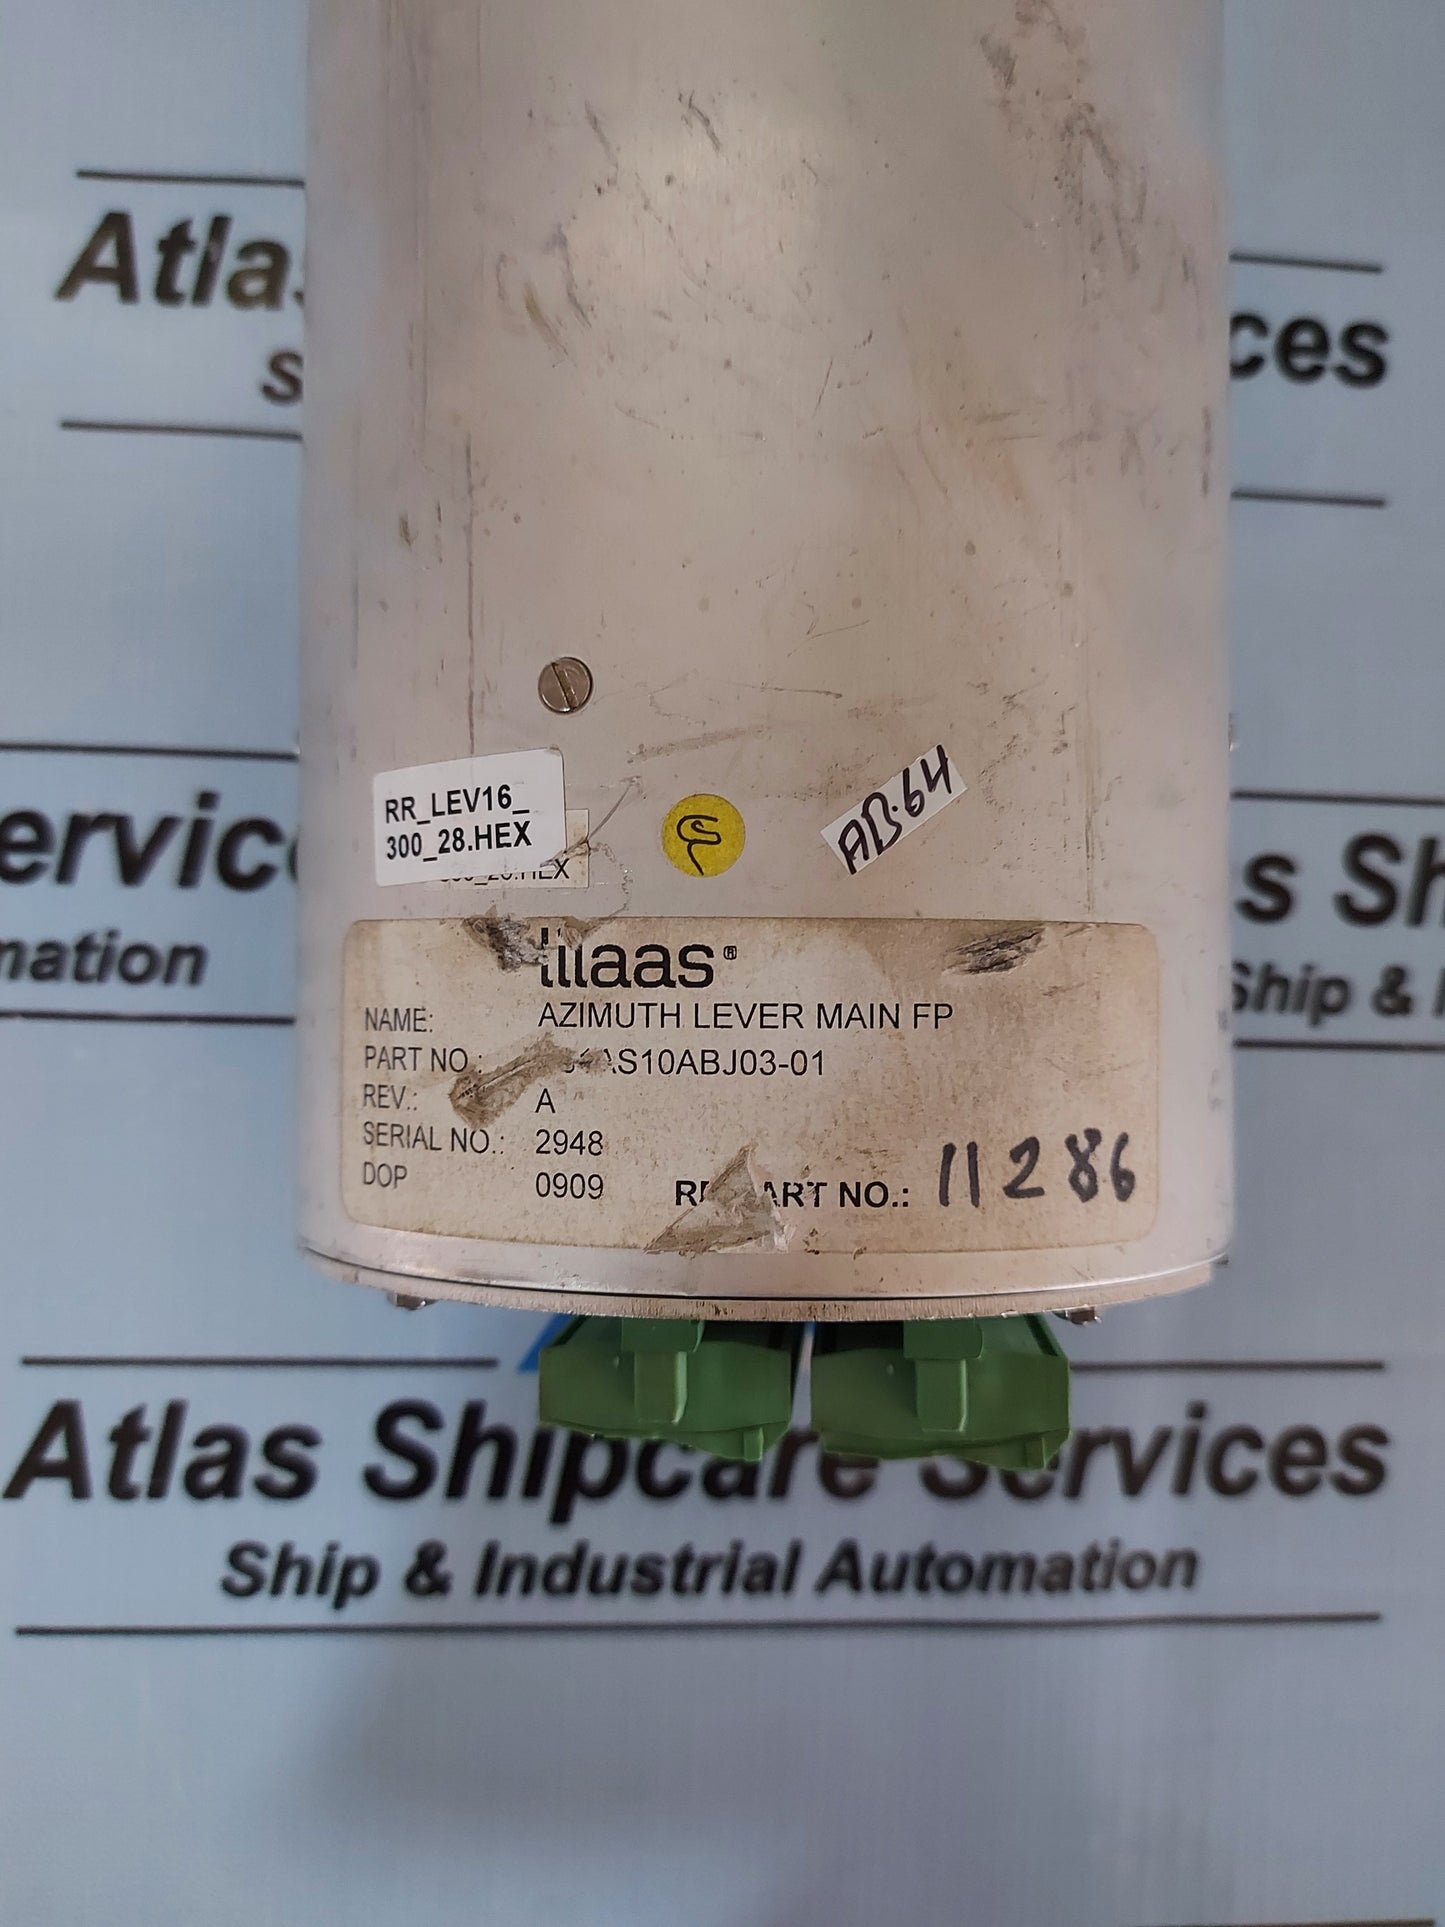 Atlas
ces
ervic
mation
s Sh
Ship &
RR_LEV16_
300_28.HEX
AB.64
lilaas®
NAME: AZIMUTH LEVER MAIN FP
PART NO.: AS10ABJ03-01
REV.: A
SERIAL NO.: 2948
DOP 0909
ART NO.: 11286
Atlas Shipcare Services
Ship & Industrial Automation